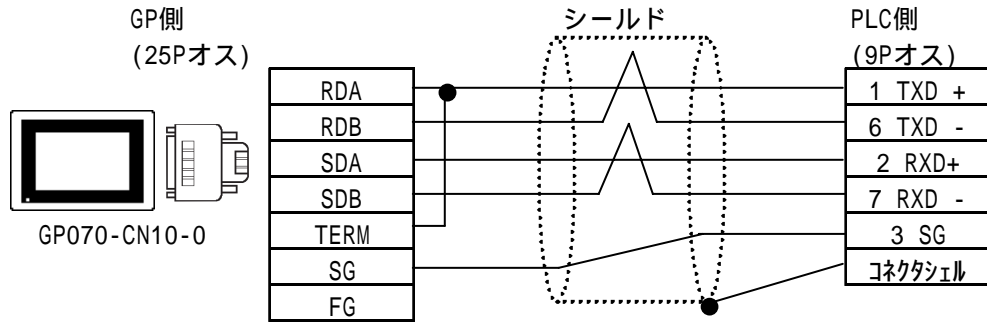 GP側
(25Pオス)
シールド
PLC側
(9Pオス)
RDA
1 TXD +
RDB
6 TXD -
SDA
2 RXD+
SDB
7 RXD -
TERM
3 SG
SG
コネクタシェル
FG
GP070-CN10-0